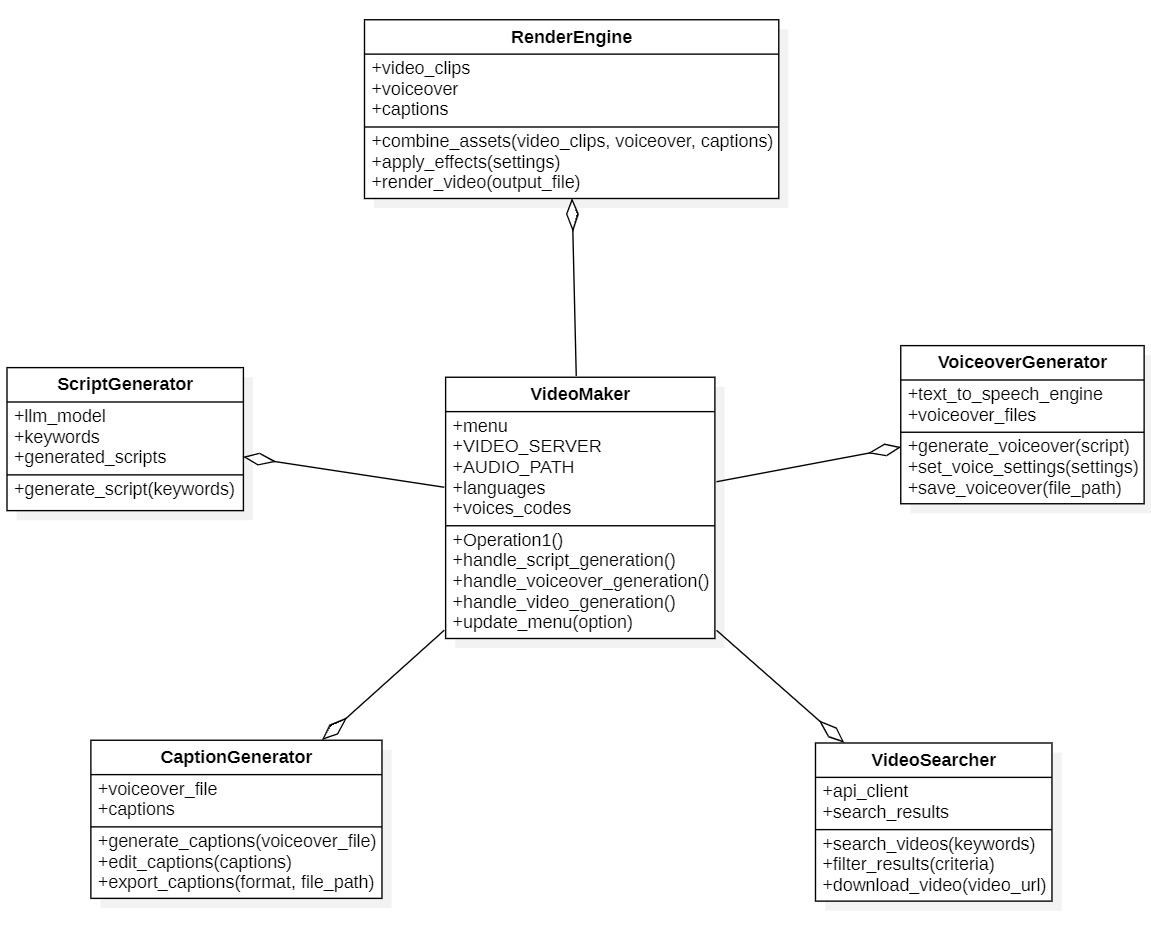 RenderEngine
+video_clips
+voiceover
+captions
+combine_assets(video_clips, voiceover, captions)
+apply_effects(settings)
+render_video(output_file)
ScriptGenerator
+llm_model
+keywords
+generated_scripts
+generate_script(keywords)
VideoMaker
+menu
+VIDEO_SERVER
+AUDIO_PATH
+languages
+voices_codes
+Operation1()
+handle_script_generation()
+handle_voiceover_generation()
+handle_video_generation()
+update_menu(option)
VoiceoverGenerator
+text_to_speech_engine
+voiceover_files
+generate_voiceover(script)
+set_voice_settings(settings)
+save_voiceover(file_path)
CaptionGenerator
+voiceover_file
+captions
+generate_captions(voiceover_file)
+edit_captions(captions)
+export_captions(format, file_path)
VideoSearcher
+api_client
+search_results
+search_videos(keywords)
+filter_results(criteria)
+download_video(video_url)